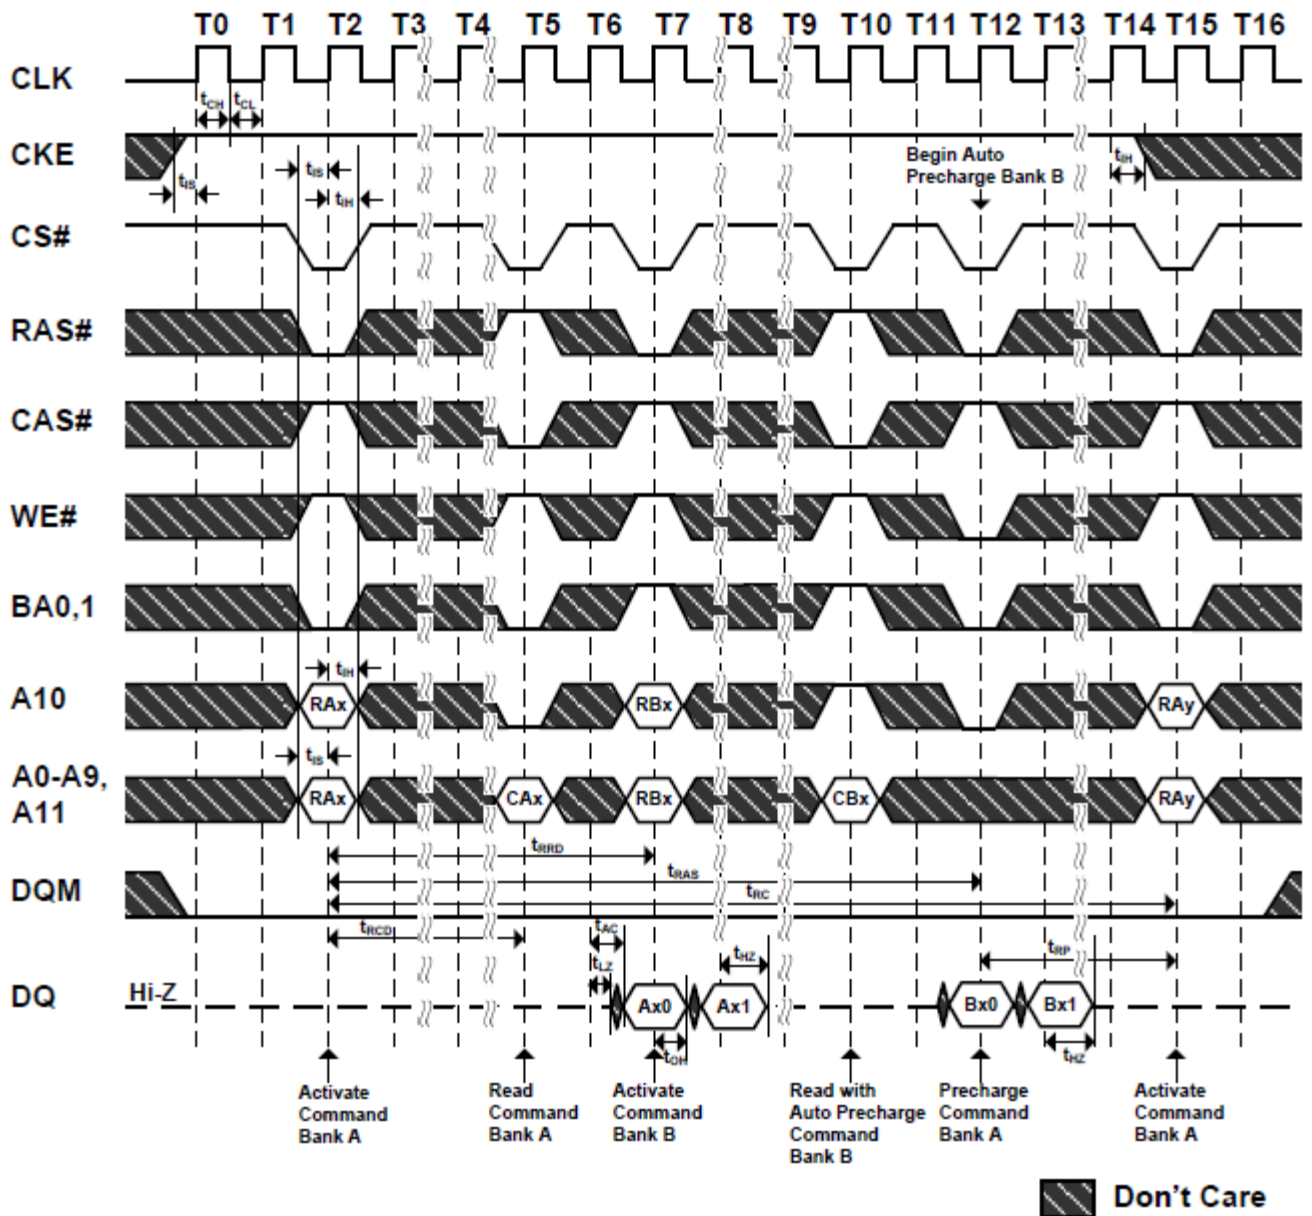 T0 T1 T2 T3 T4 T5 T6 T7 T8 T9 T10 T11 T12 T13 T14 T15 T16
CLK
tCH tCL
CKE
tIS tIS tIH
Begin Auto
Precharge Bank B
tIH
CS#
RAS#
CAS#
WE#
BA0,1
tIH
A10 RAx RBx RAy
tIS
A0-A9,
A11
RAx CAx RBx CBx RAy
tRRD
tRAS
DQM
tRC
tRCD tAC tHZ tRP
tLZ
DQ Hi-Z Ax0 Ax1 Bx0 Bx1
tOH tHZ
Activate
Command
Bank A
Read
Command
Bank A
Activate
Command
Bank B
Read with
Auto Precharge
Command
Bank B
Precharge
Command
Bank A
Activate
Command
Bank A
Don't Care